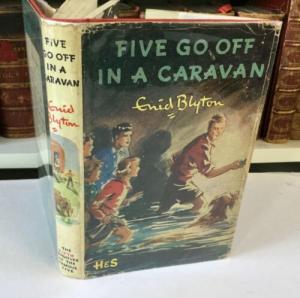 FIVE
GO OFF
IN A
CARAVAN
Enid
Blyton
FIVE GO OFF
IN A CARAVAN
Enid Blyton
H&S